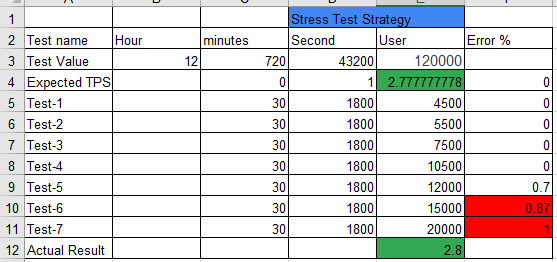 1 Stress Test Strategy
2 Test name Hour minutes Second User Error %
3 Test Value 12 720 43200 120000
4 Expected TPS 0 1 2.777777778 0
5 Test-1 30 1800 4500 0
6 Test-2 30 1800 5500 0
7 Test-3 30 1800 7500 0
8 Test-4 30 1800 10500 0
9 Test-5 30 1800 12000 0.7
10 Test-6 30 1800 15000 0.87
11 Test-7 30 1800 20000 1
12 Actual Result 2.8